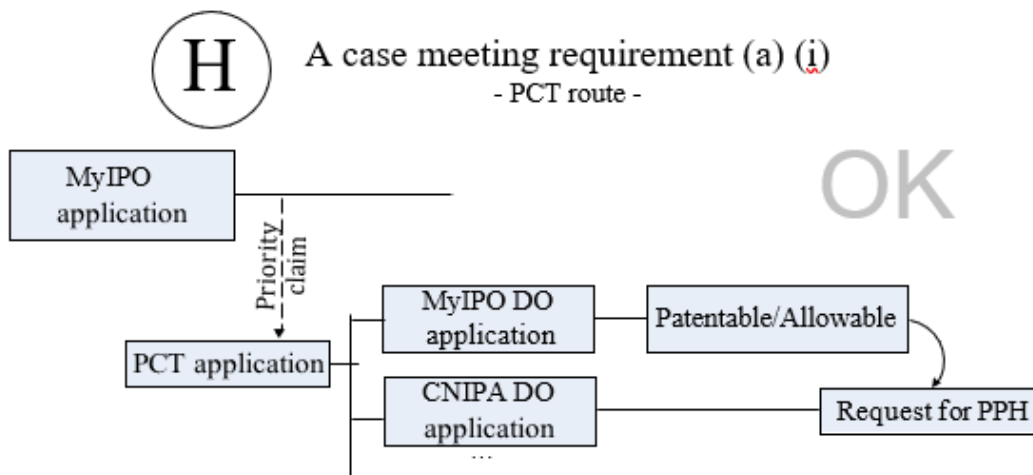 H
A case meeting requirement (a) (i)
- PCT route -
OK
MyIPO
application
Priority
claim
MyIPO DO
application
Patentable/Allowable
PCT application
CNIPA DO
application
Request for PPH
...